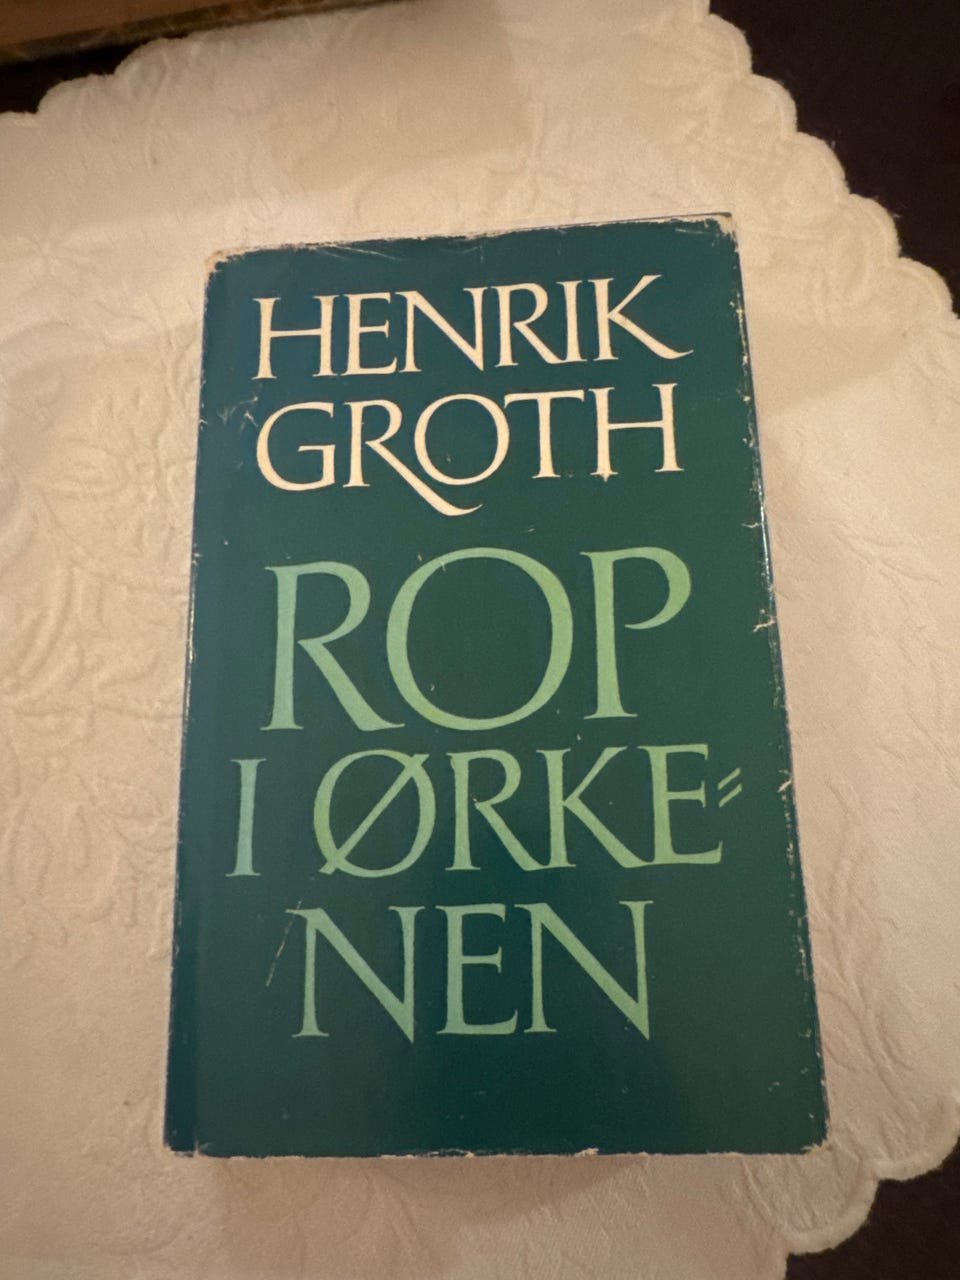 HENRIK
GROTH
ROP
I ØRKE=
NEN